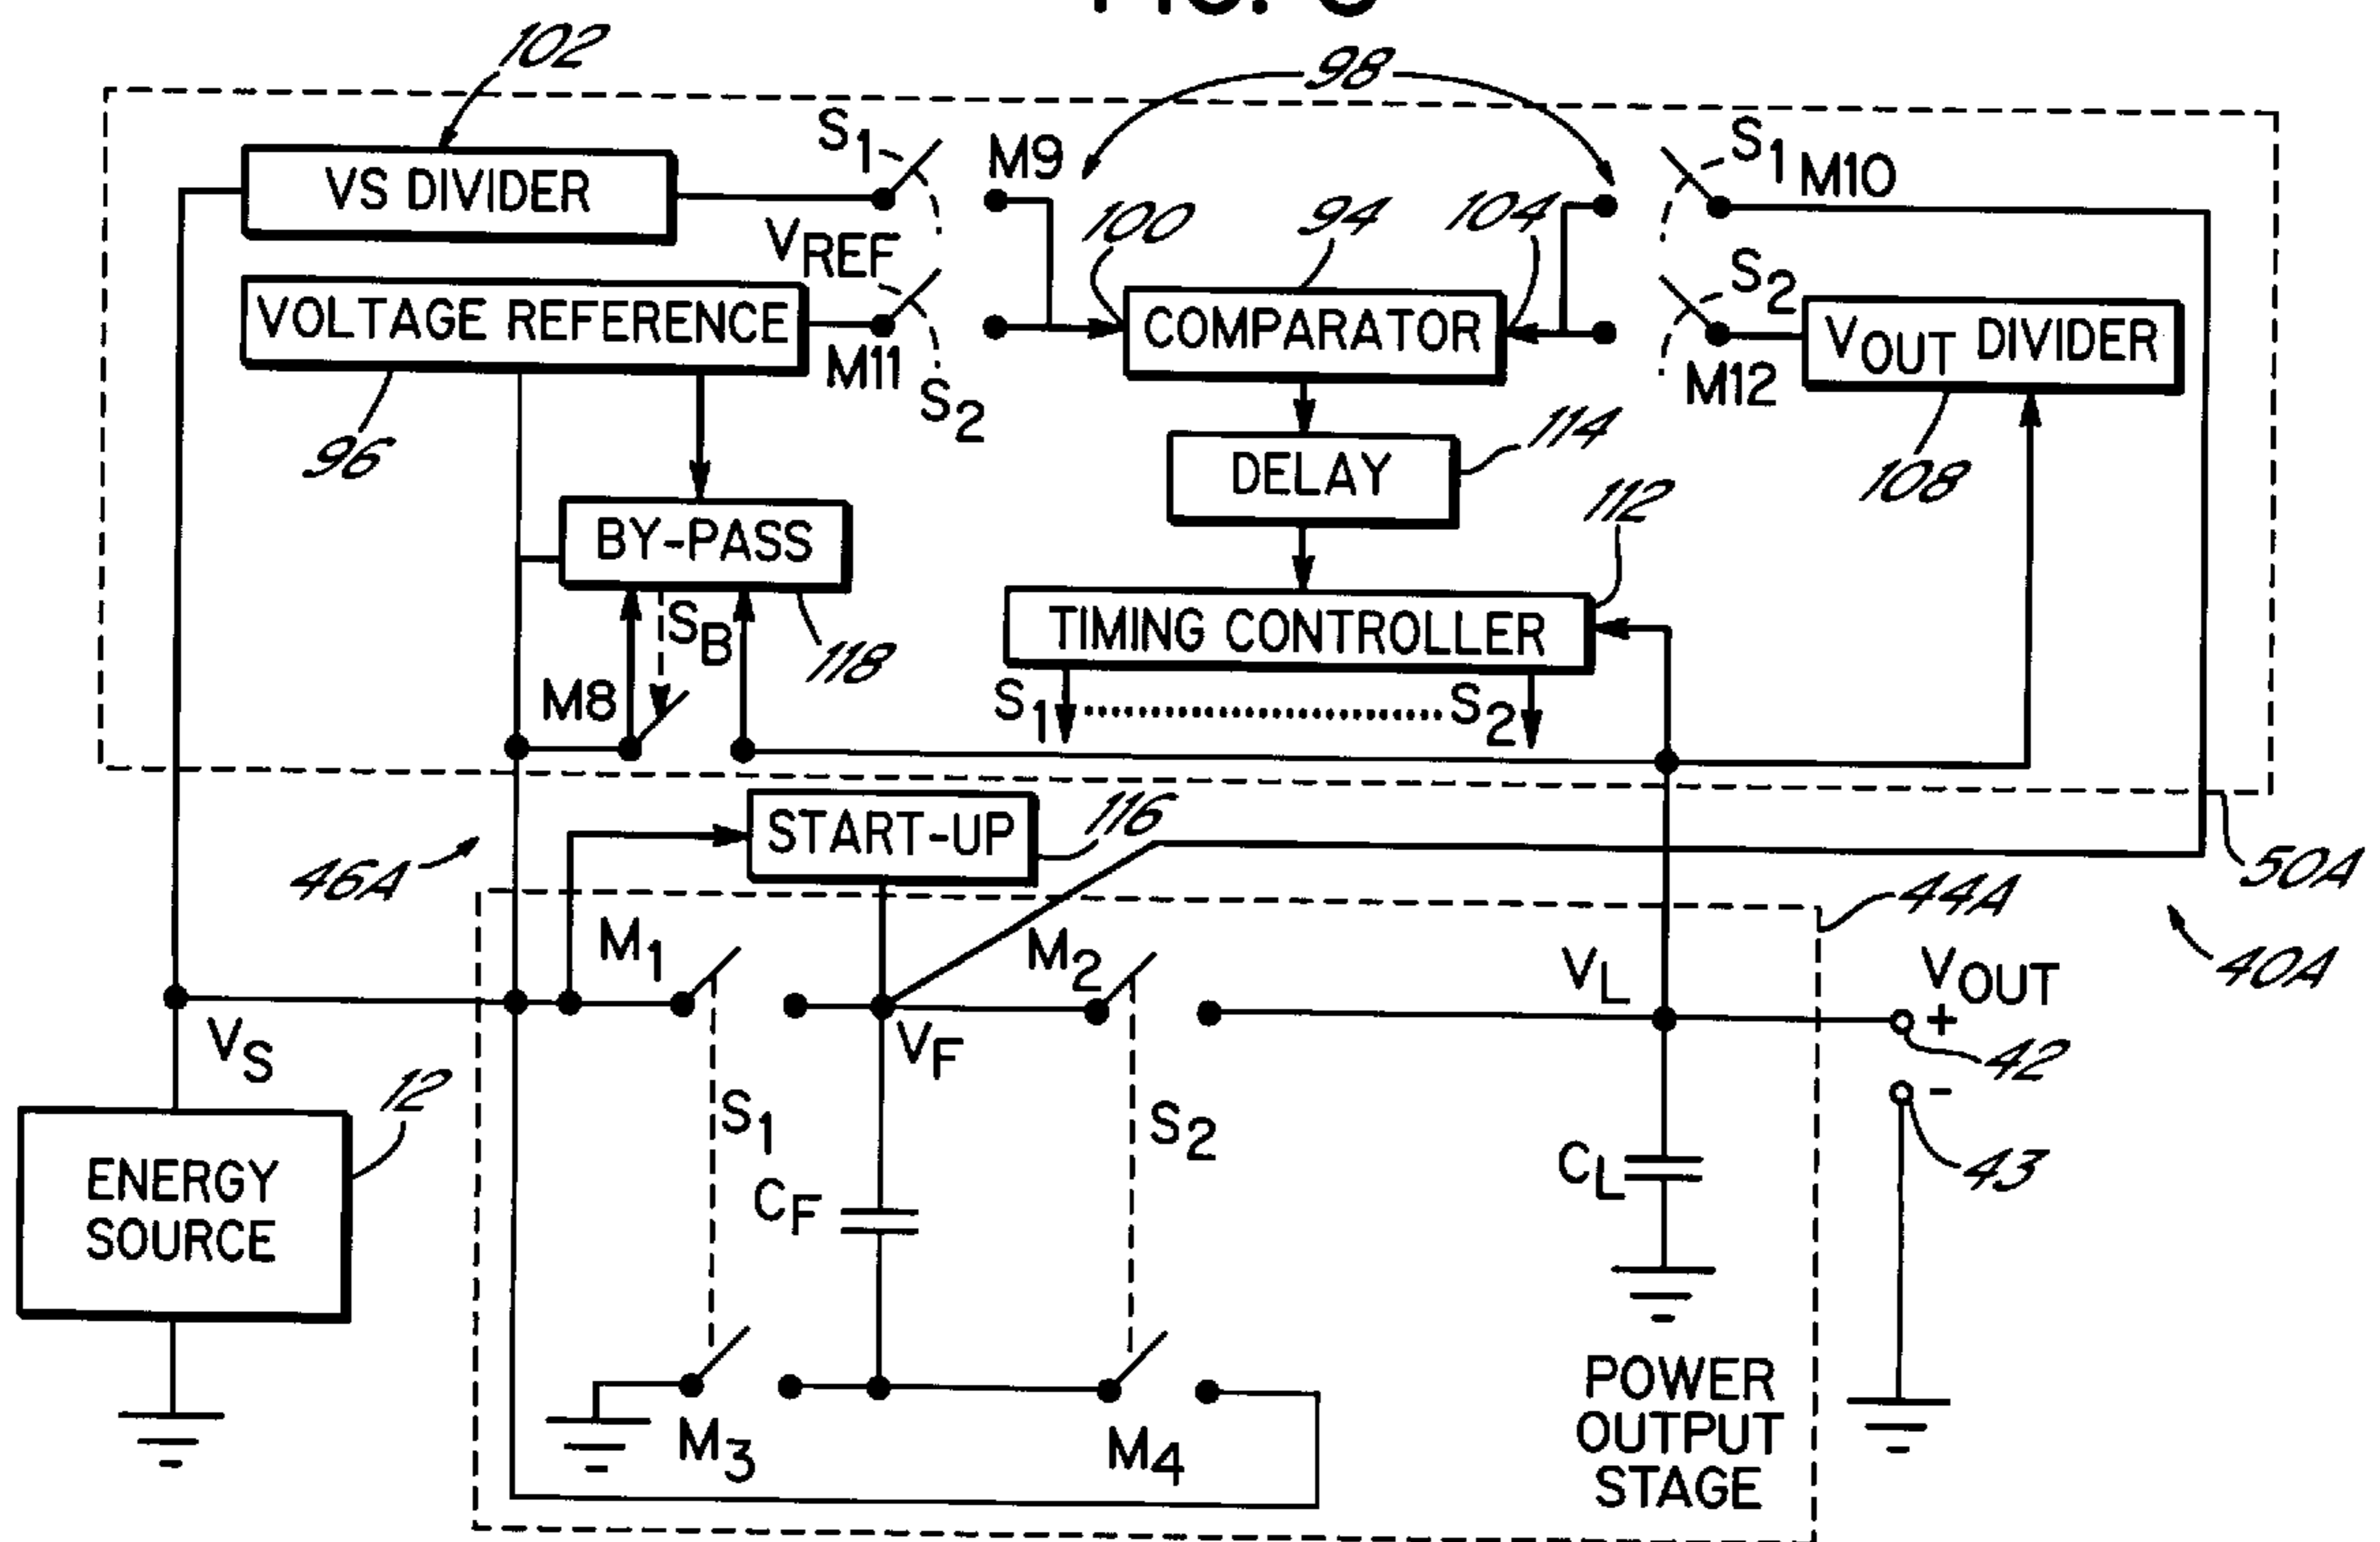 102
98
S1
M9
S1
M10
VS DIVIDER
100
94
104
VREF
S2
VOLTAGE REFERENCE
COMPARATOR
VOUT DIVIDER
M11
S2
M12
96
DELAY
114
108
112
BY-PASS
TIMING CONTROLLER
SB
118
M8
S1
S2
START-UP
116
46A
50A
44A
M1
M2
VL
VOUT
40A
+
VS
VF
42
12
-
S1
S2
43
ENERGY
SOURCE
CF
CL
POWER
OUTPUT
STAGE
M3
M4